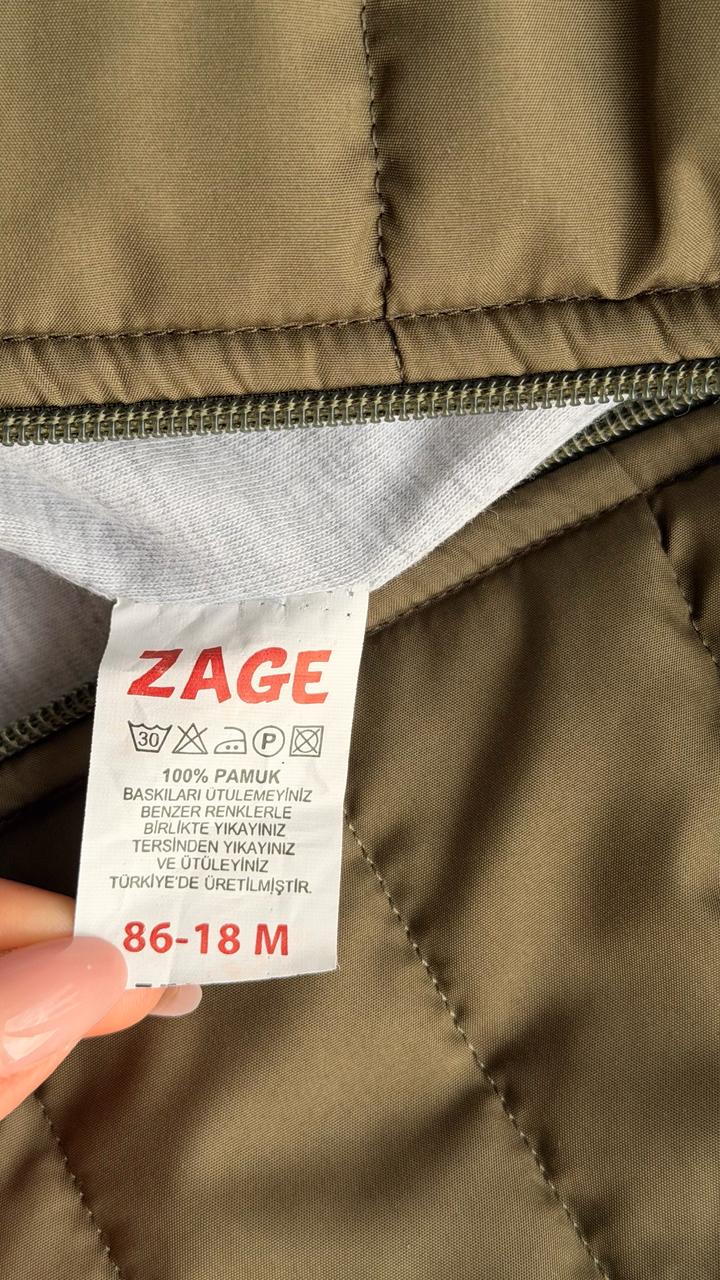 ZAGE
30 P
100% PAMUK
BASKILARI ÜTULEMEYİNİZ
BENZER RENKLERLE
BİRLİKTE YIKAYINIZ
TERSİNDEN YIKAYINIZ
VE ÜTÜLEYİNİZ
TÜRKİYE'DE ÜRETİLMİŞTİR.
86-18 M